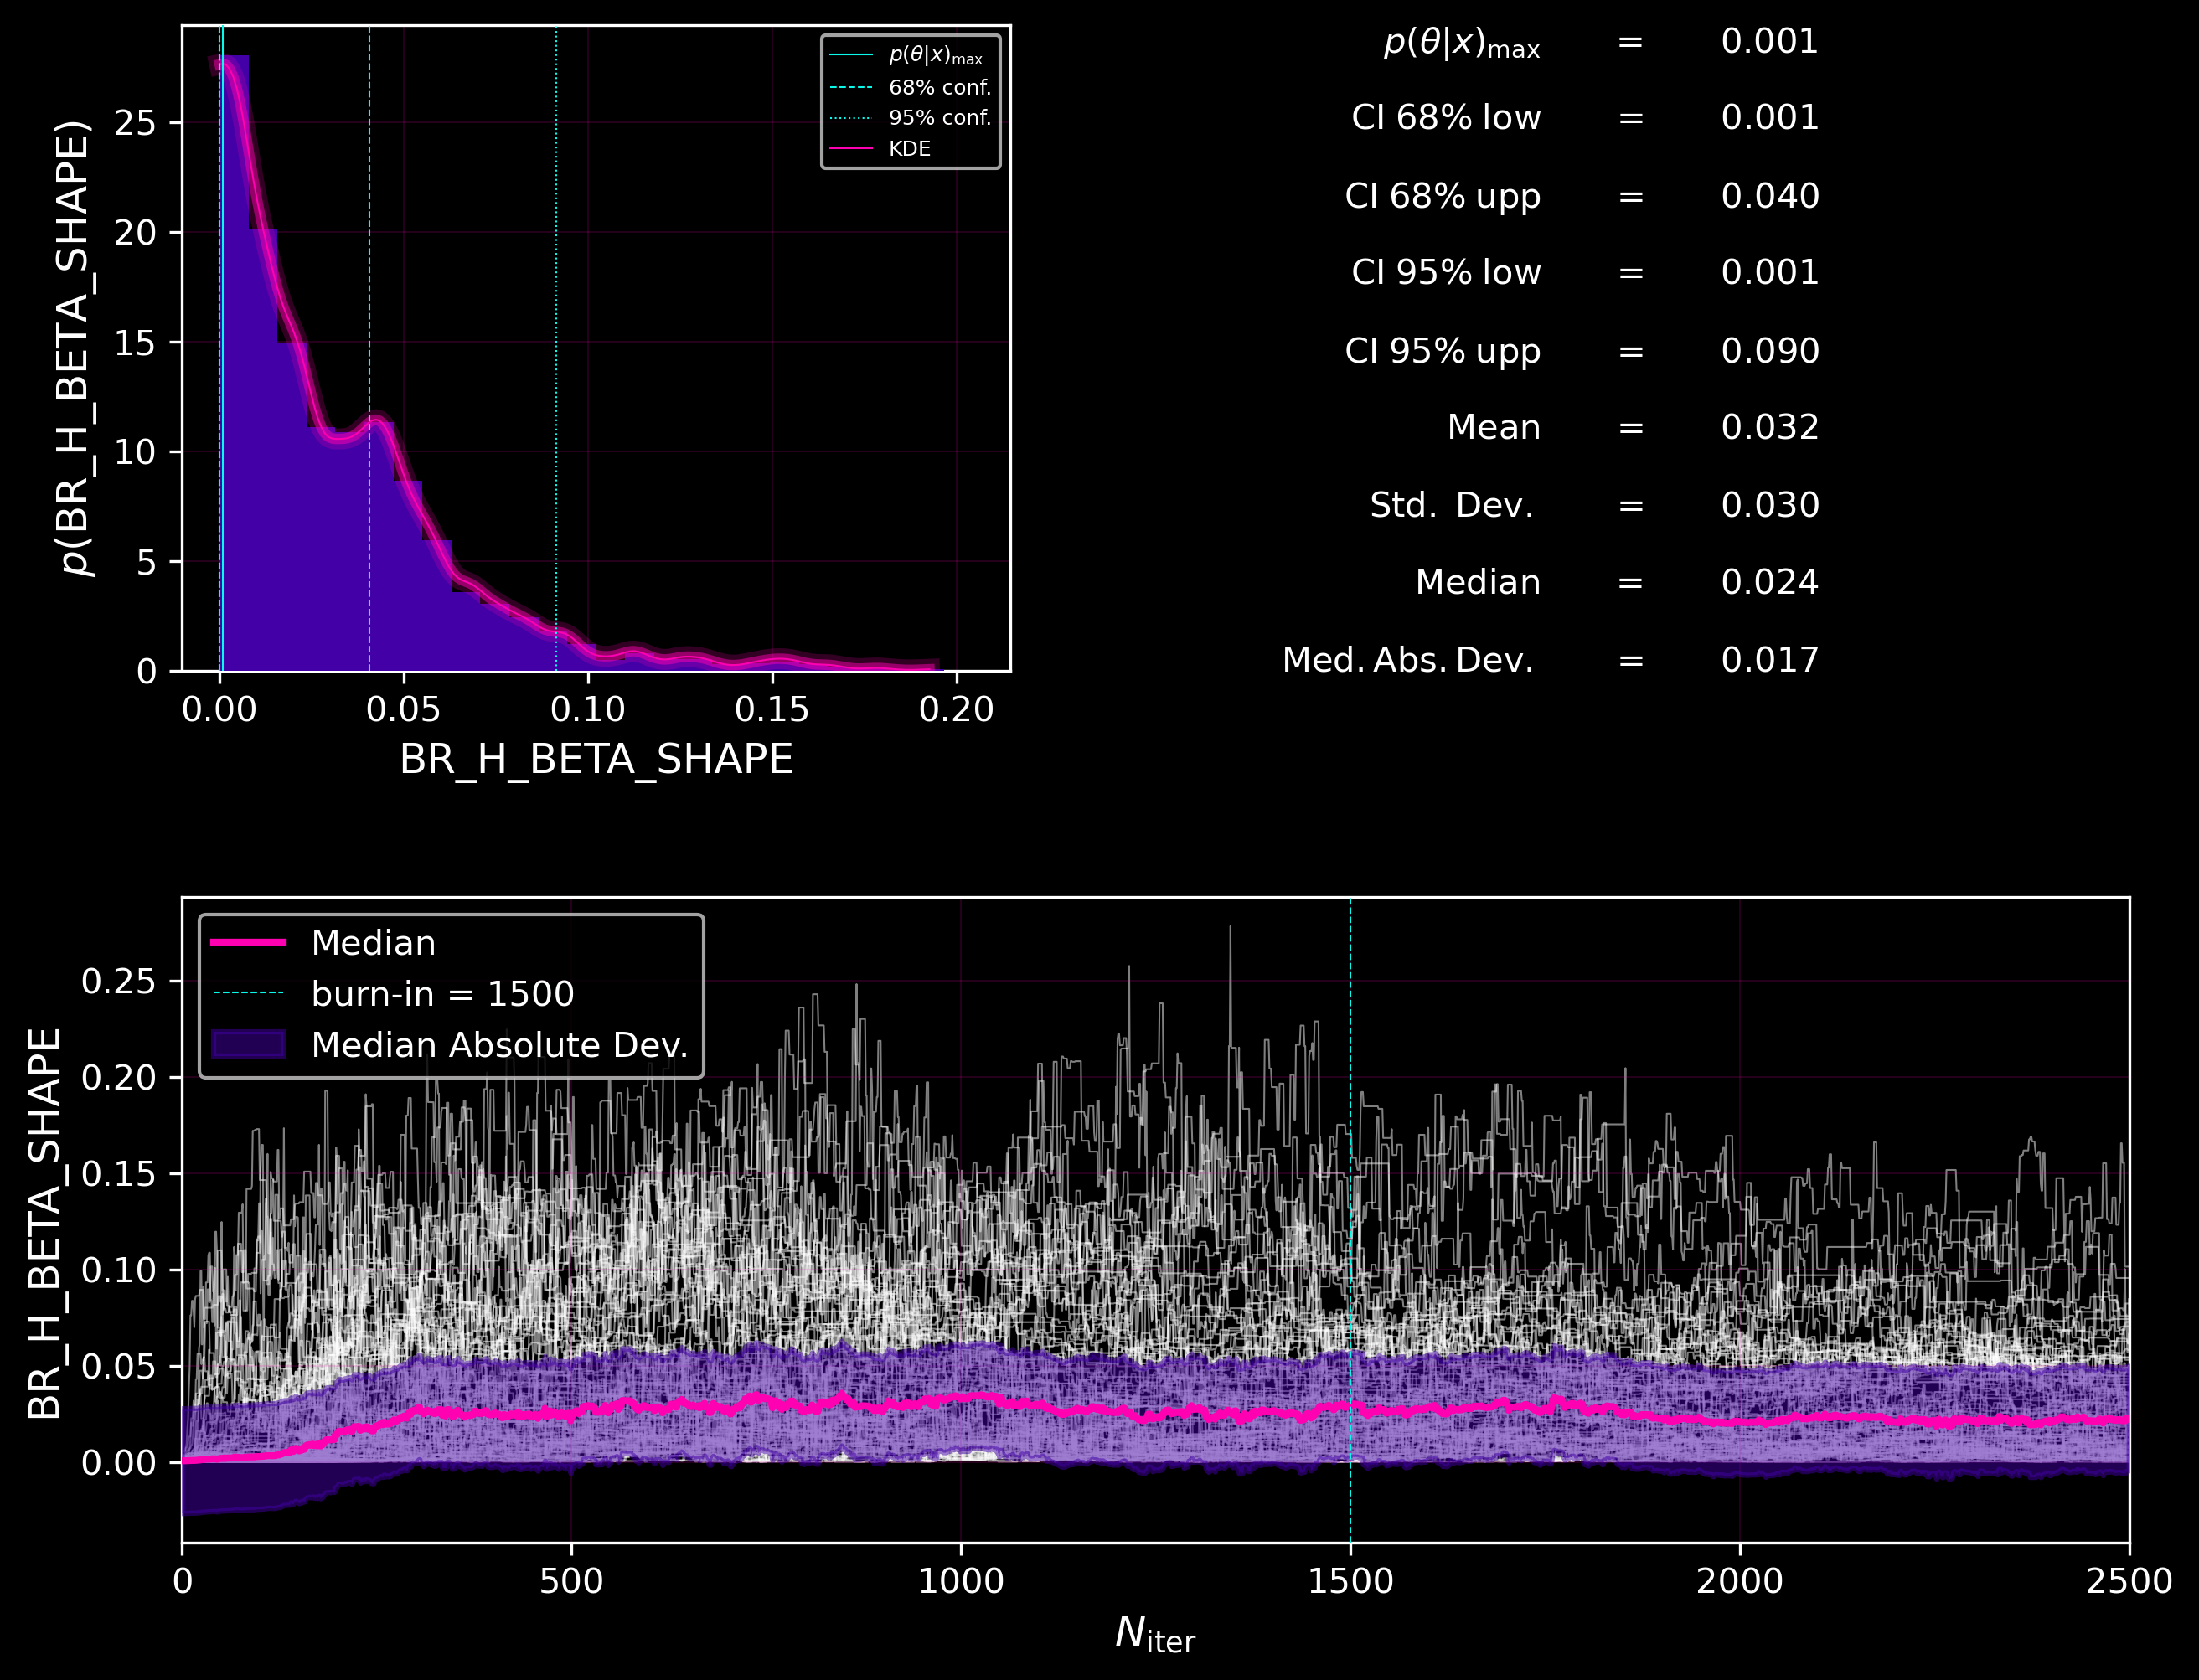 p(BR_H_BETA_SHAPE)
25
20
15
10
5
0
0.00 0.05 0.10 0.15 0.20
BR_H_BETA_SHAPE
p(θ|x)max
68% conf.
95% conf.
KDE
p(θ|x)max = 0.001
CI 68% low = 0.001
CI 68% upp = 0.040
CI 95% low = 0.001
CI 95% upp = 0.090
Mean = 0.032
Std. Dev. = 0.030
Median = 0.024
Med. Abs. Dev. = 0.017
BR_H_BETA_SHAPE
0.25
0.20
0.15
0.10
0.05
0.00
Median
burn-in = 1500
Median Absolute Dev.
0 500 1000 1500 2000 2500
Niter